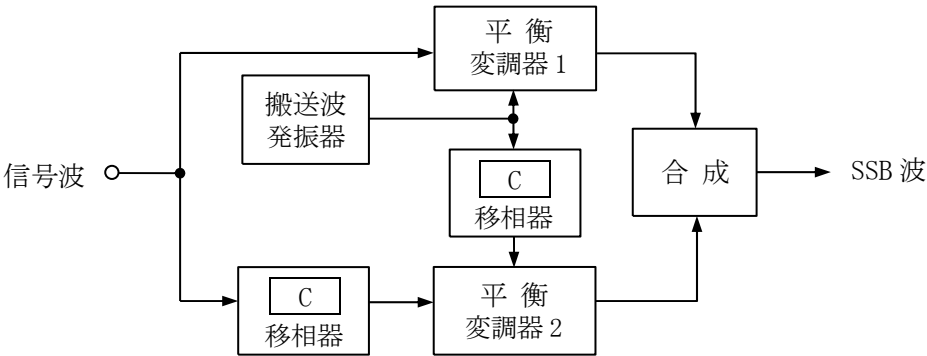 平 衡
変調器 1
搬送波
発振器
信号波
C
移相器
合 成
SSB 波
C
移相器
平 衡
変調器 2